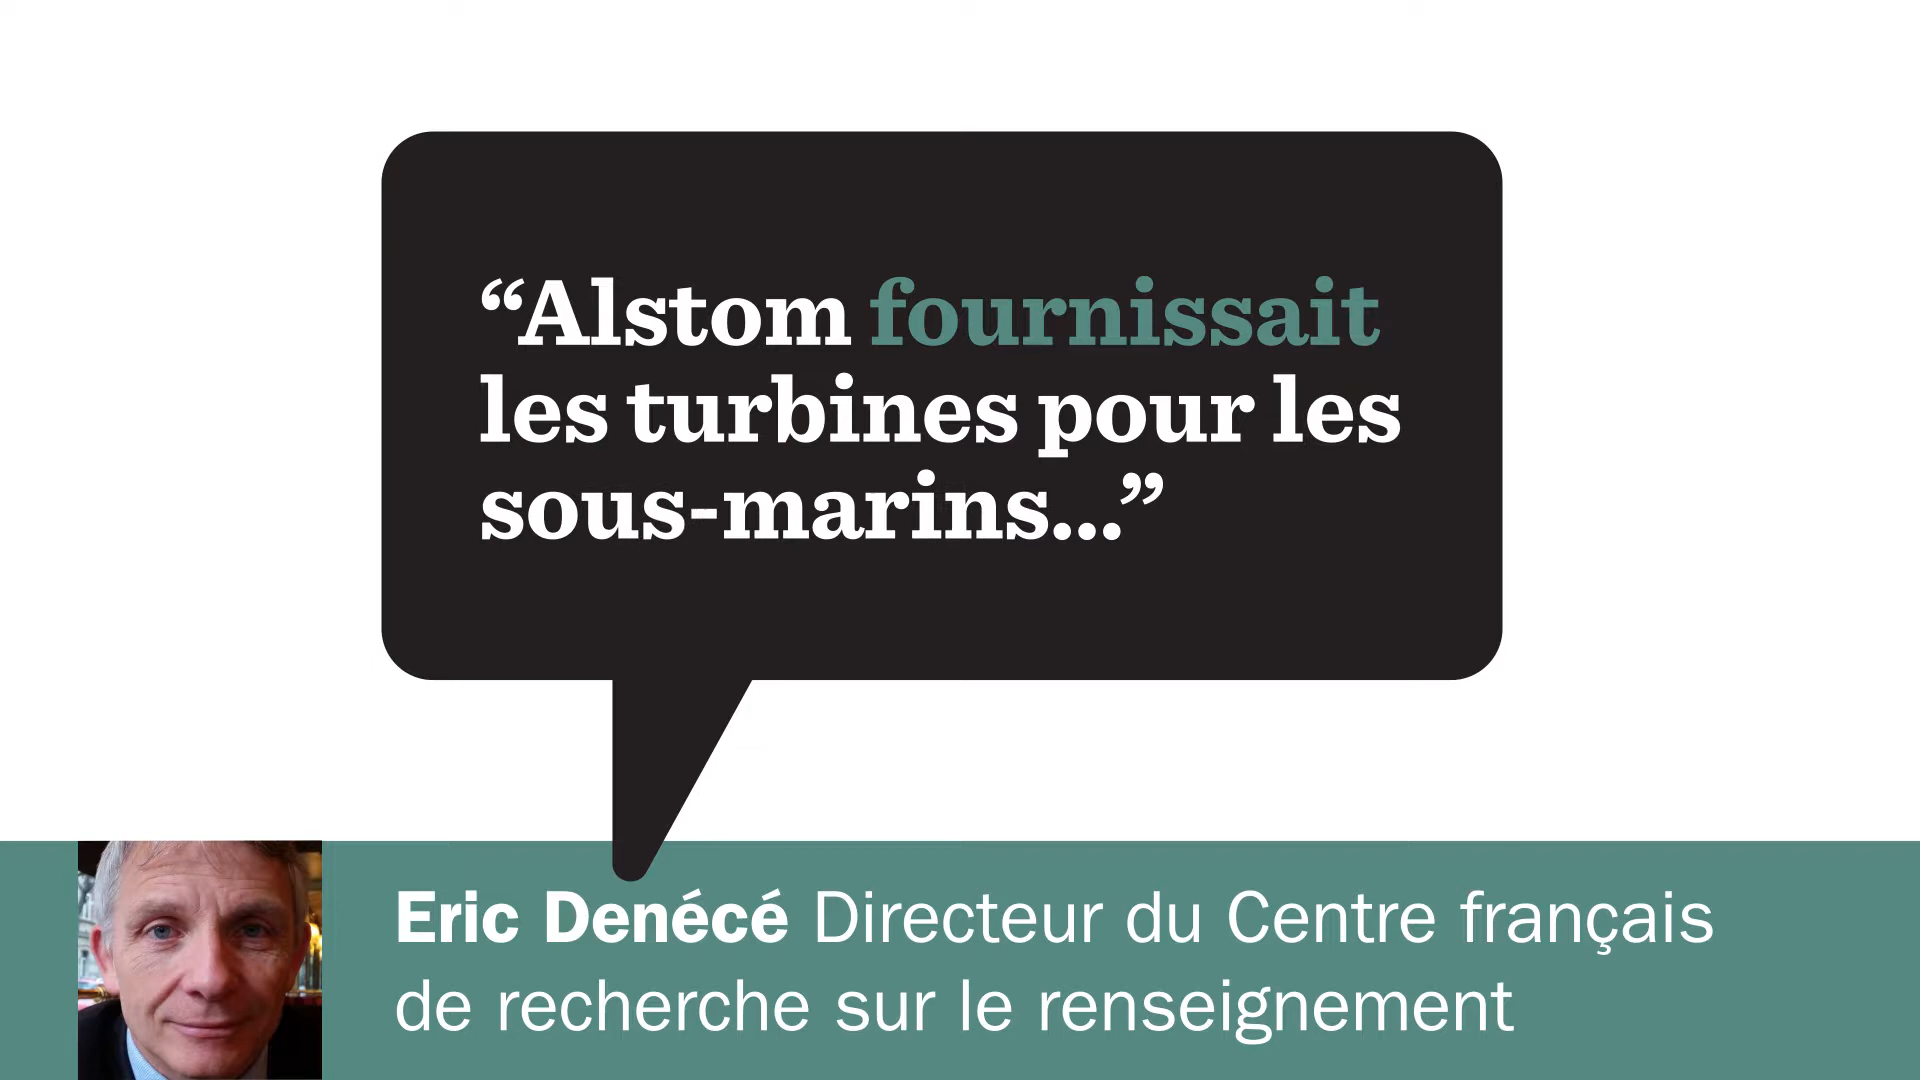 “Alstom fournissait
les turbines pour les
sous-marins...”
Eric Denécé Directeur du Centre français
de recherche sur le renseignement